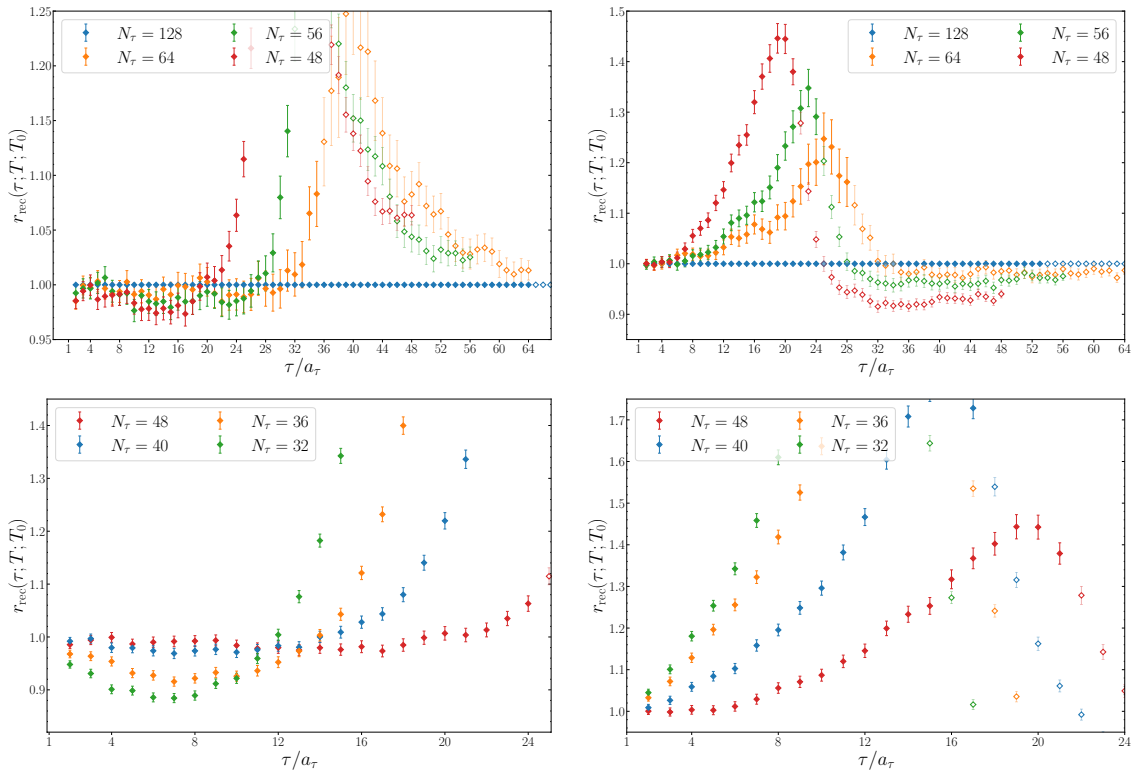 1.25
1.20
1.15
1.10
1.05
1.00
0.95
r_rec(τ; T; T_0)
N_τ = 128 N_τ = 56
N_τ = 64 N_τ = 48
1 4 8 12 16 20 24 28 32 36 40 44 48 52 56 60 64
τ/a_τ
1.5
1.4
1.3
1.2
1.1
1.0
0.9
r_rec(τ; T; T_0)
N_τ = 128 N_τ = 56
N_τ = 64 N_τ = 48
1 4 8 12 16 20 24 28 32 36 40 44 48 52 56 60 64
τ/a_τ
1.4
1.3
1.2
1.1
1.0
0.9
r_rec(τ; T; T_0)
N_τ = 48 N_τ = 36
N_τ = 40 N_τ = 32
1 4 8 12 16 20 24
τ/a_τ
1.7
1.6
1.5
1.4
1.3
1.2
1.1
1.0
r_rec(τ; T; T_0)
N_τ = 48 N_τ = 36
N_τ = 40 N_τ = 32
1 4 8 12 16 20 24
τ/a_τ